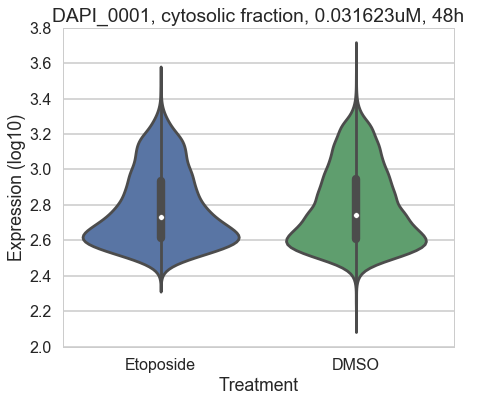 DAPI_0001, cytosolic fraction, 0.031623uM, 48h
3.8
3.6
3.4
3.2
3.0
2.8
2.6
2.4
2.2
2.0
Expression (log10)
Etoposide
DMSO
Treatment